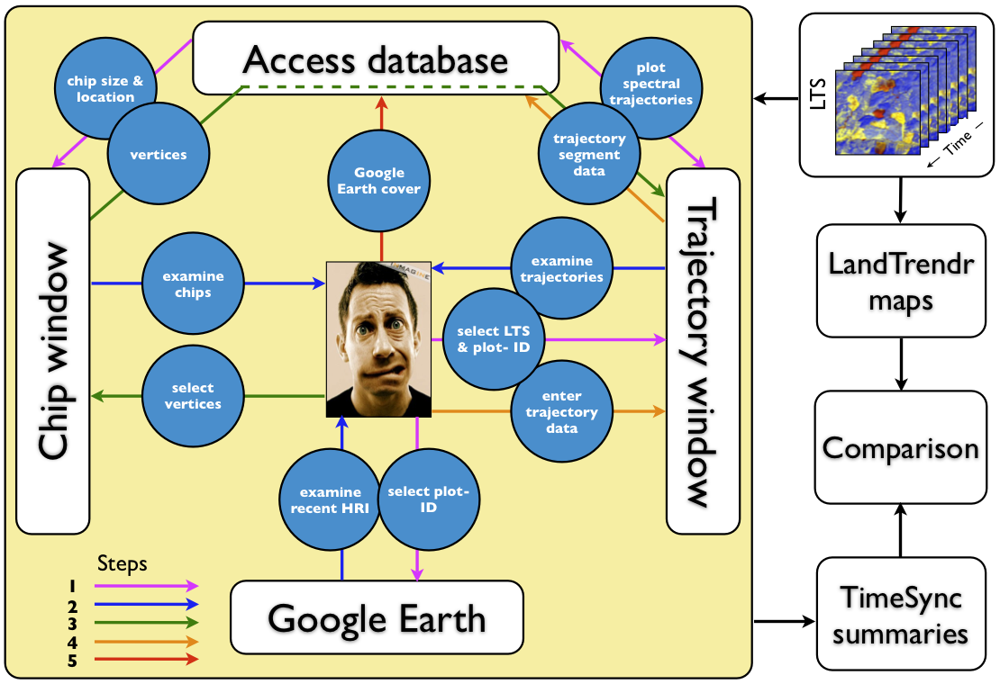 Access database
chip size &
location
vertices
plot
spectral
trajectories
trajectory
segment
data
Google
Earth cover
Chip window
examine
chips
select
vertices
examine
trajectories
select LTS
& plot- ID
enter
trajectory
data
Trajectory window
examine
recent HRI
select plot-
ID
Google Earth
Steps
1
2
3
4
5
LTS
Time
LandTrendr
maps
Comparison
TimeSync
summaries